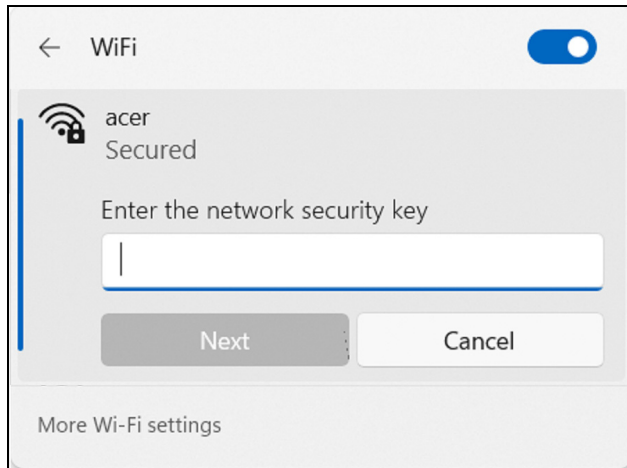 WiFi
acer
Secured
Enter the network security key
Next
Cancel
More Wi-Fi settings